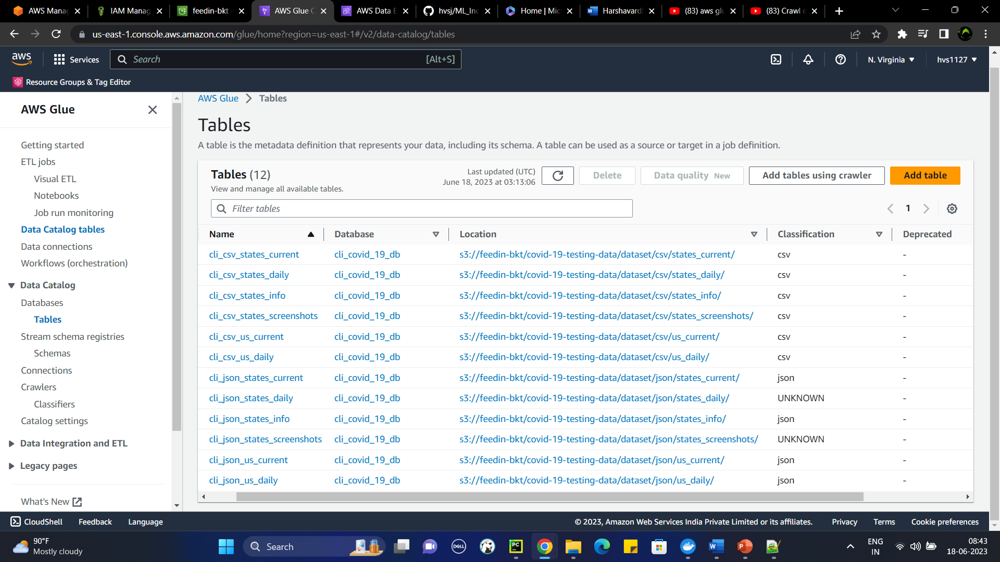 AWS Mana
IAM Manag
feedin-bkt -
AWS Glue C
AWS Data E
hvsj/ML_Inc
Home | Mic
Harshavard
(83) aws glu
(83) Crawl c
us-east-1.console.aws.amazon.com/glue/home?region=us-east-1#/v2/data-catalog/tables
aws
Services
Search
[Alt+S]
N. Virginia
hvs1127
Resource Groups & Tag Editor
AWS Glue
Getting started
ETL jobs
Visual ETL
Notebooks
Job run monitoring
Data Catalog tables
Data connections
Workflows (orchestration)
Data Catalog
Databases
Tables
Stream schema registries
Schemas
Connections
Crawlers
Classifiers
Catalog settings
Data Integration and ETL
Legacy pages
What's New
AWS Glue > Tables
Tables
A table is the metadata definition that represents your data, including its schema. A table can be used as a source or target in a job definition.
Tables (12)
View and manage all available tables.
Last updated (UTC)
June 18, 2023 at 03:13:06
Delete
Data quality New
Add tables using crawler
Add table
Filter tables
1
Name Database Location Classification Deprecated
cli_csv_states_current cli_covid_19_db s3://feedin-bkt/covid-19-testing-data/dataset/csv/states_current/ csv -
cli_csv_states_daily cli_covid_19_db s3://feedin-bkt/covid-19-testing-data/dataset/csv/states_daily/ csv -
cli_csv_states_info cli_covid_19_db s3://feedin-bkt/covid-19-testing-data/dataset/csv/states_info/ csv -
cli_csv_states_screenshots cli_covid_19_db s3://feedin-bkt/covid-19-testing-data/dataset/csv/states_screenshots/ csv -
cli_csv_us_current cli_covid_19_db s3://feedin-bkt/covid-19-testing-data/dataset/csv/us_current/ csv -
cli_csv_us_daily cli_covid_19_db s3://feedin-bkt/covid-19-testing-data/dataset/csv/us_daily/ csv -
cli_json_states_current cli_covid_19_db s3://feedin-bkt/covid-19-testing-data/dataset/json/states_current/ json -
cli_json_states_daily cli_covid_19_db s3://feedin-bkt/covid-19-testing-data/dataset/json/states_daily/ UNKNOWN -
cli_json_states_info cli_covid_19_db s3://feedin-bkt/covid-19-testing-data/dataset/json/states_info/ json -
cli_json_states_screenshots cli_covid_19_db s3://feedin-bkt/covid-19-testing-data/dataset/json/states_screenshots/ UNKNOWN -
cli_json_us_current cli_covid_19_db s3://feedin-bkt/covid-19-testing-data/dataset/json/us_current/ json -
cli_json_us_daily cli_covid_19_db s3://feedin-bkt/covid-19-testing-data/dataset/json/us_daily/ json -
CloudShell Feedback Language
© 2023, Amazon Web Services India Private Limited or its affiliates. Privacy Terms Cookie preferences
90°F
Mostly cloudy
Search
DELL
PC
W
P
ENG
IN
08:43
18-06-2023